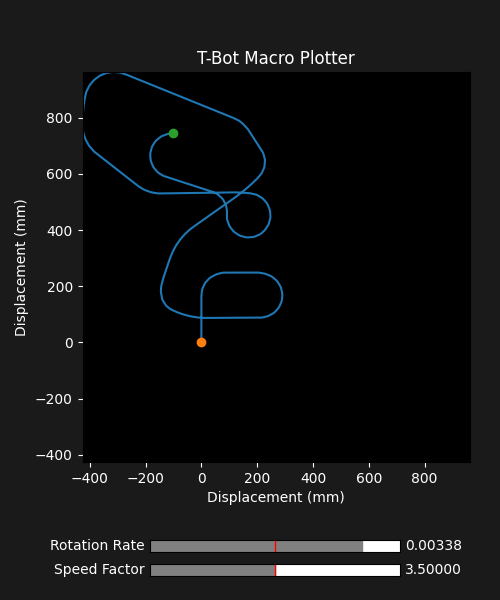 T-Bot Macro Plotter
800
600
400
200
0
−200
−400
Displacement (mm)
−400 −200 0 200 400 600 800
Displacement (mm)
Rotation Rate 0.00338
Speed Factor 3.50000